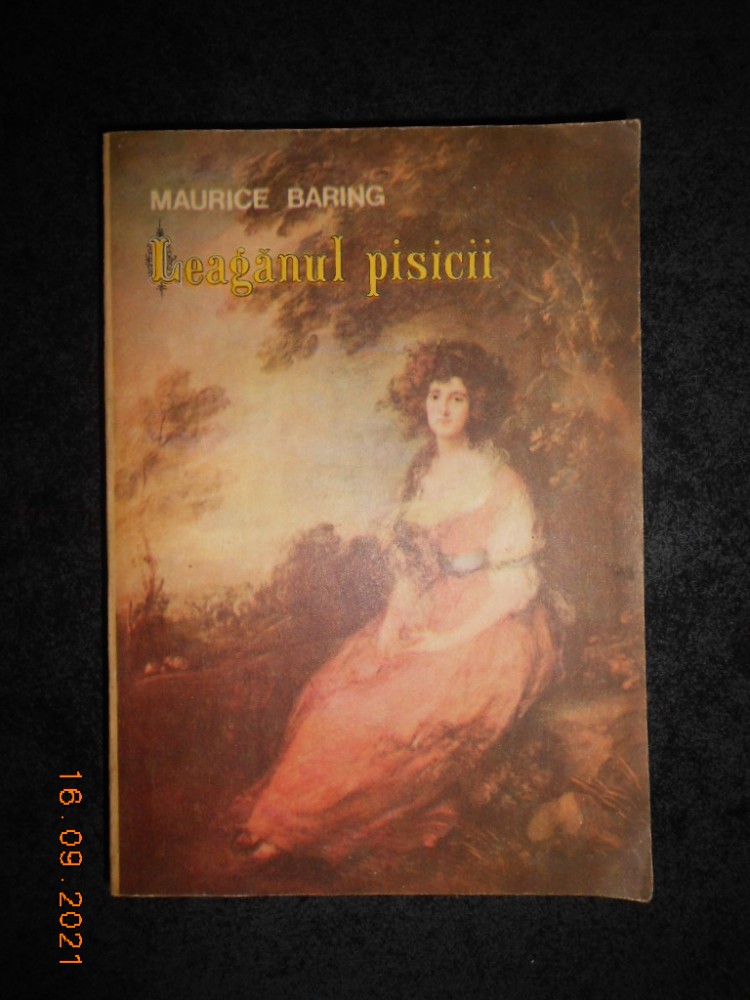 MAURICE BARING
Leagănul pisicii
16.09.2021